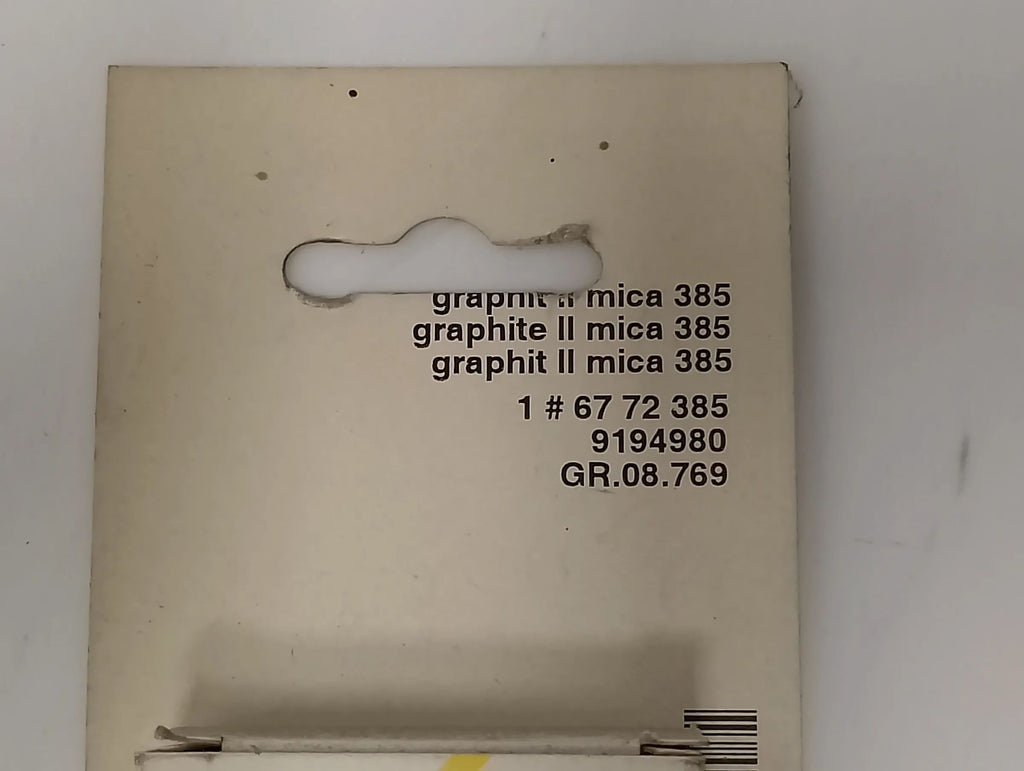 graphit II mica 385
graphite II mica 385
graphit II mica 385
1 # 67 72 385
9194980
GR.08.769